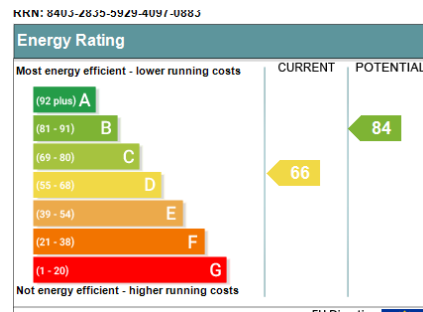 RRN: 8403-2835-5929-4097-0883
Energy Rating
Most energy efficient - lower running costs
CURRENT
POTENTIAL
(92 plus) A
(81 - 91) B
84
(69 - 80) C
(55 - 68) D
66
(39 - 54) E
(21 - 38) F
(1 - 20) G
Not energy efficient - higher running costs